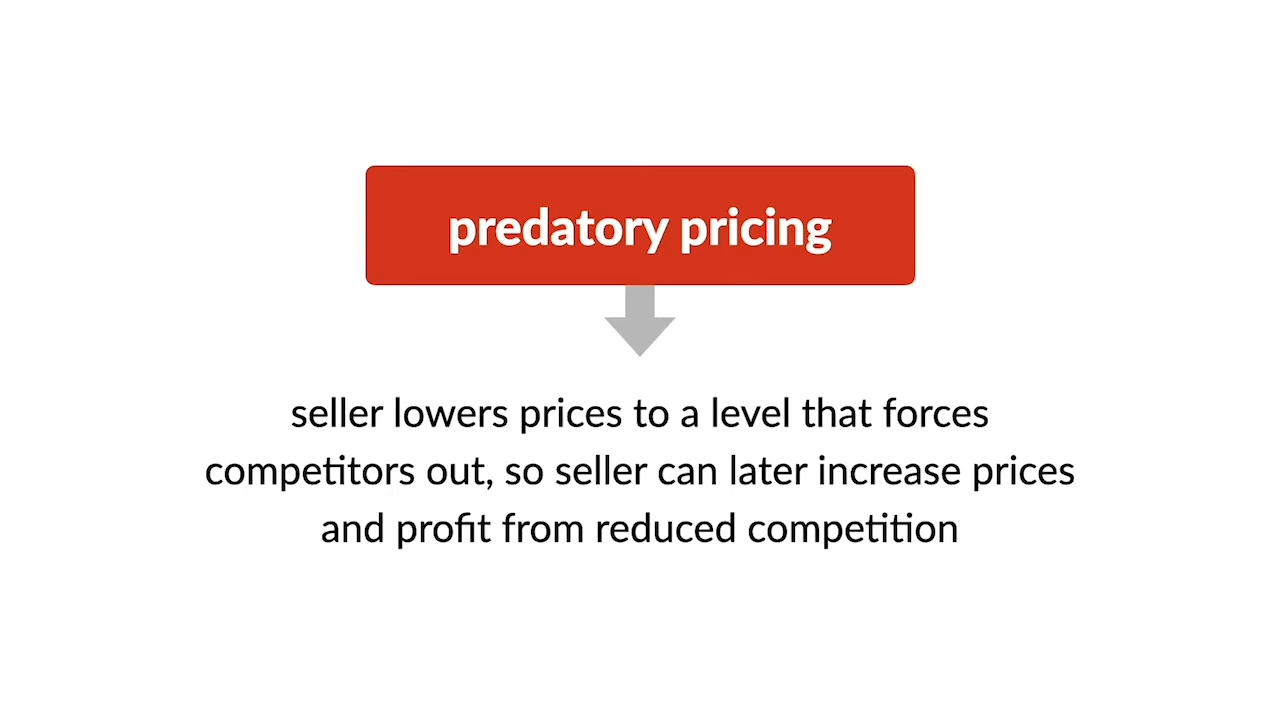 predatory pricing
seller lowers prices to a level that forces
competitors out, so seller can later increase prices
and profit from reduced competition